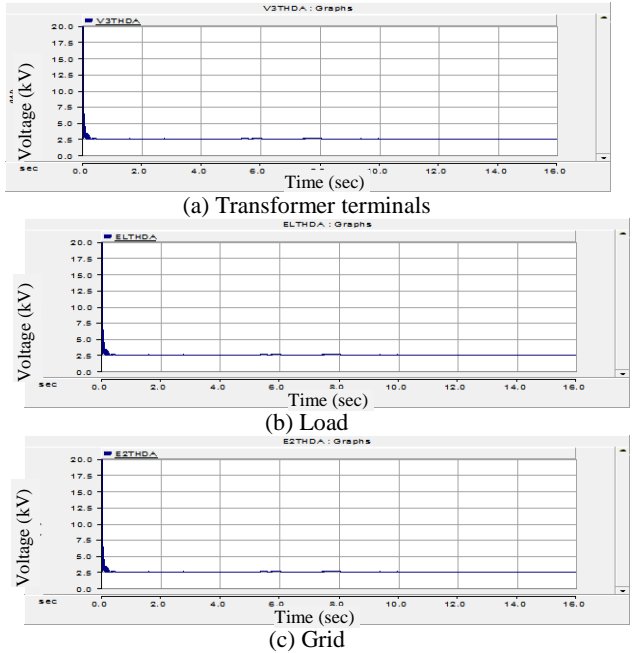 V3THDA : Graphs
V3THDA
Voltage (kV)
20.0
17.5
15.0
12.5
10.0
7.5
5.0
2.5
0.0
sec 0.0 2.0 4.0 6.0 10.0 12.0 14.0 16.0
Time (sec)
(a) Transformer terminals
ELTHDA : Graphs
ELTHDA
Voltage (kV)
20.0
17.5
15.0
12.5
10.0
7.5
5.0
2.5
0.0
sec 0.0 2.0 4.0 6.0 8.0 10.0 12.0 14.0 16.0
Time (sec)
(b) Load
E2THDA : Graphs
E2THDA
Voltage (kV)
20.0
17.5
15.0
12.5
10.0
7.5
5.0
2.5
0.0
sec 0.0 2.0 4.0 6.0 8.0 10.0 12.0 14.0 16.0
Time (sec)
(c) Grid